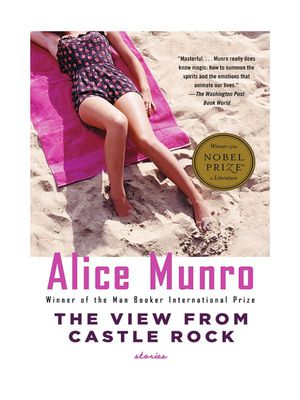 "Masterful. . . . Munro really does
know magic: how to summon the
spirits and the emotions that
animate our lives."
—The Washington Post
Book World
Winner of the
NOBEL
PRIZE
in Literature
Alice Munro
Winner of the Man Booker International Prize
THE VIEW FROM
CASTLE ROCK
stories